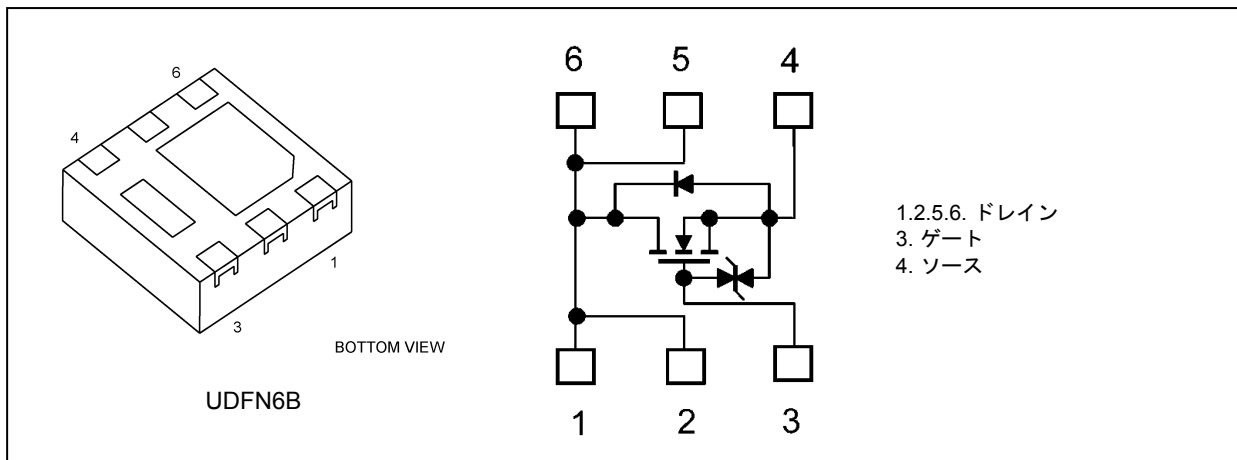 6
4
1
3
BOTTOM VIEW
UDFN6B
6 5 4
1 2 3
1.2.5.6. ドレイン
3. ゲート
4. ソース